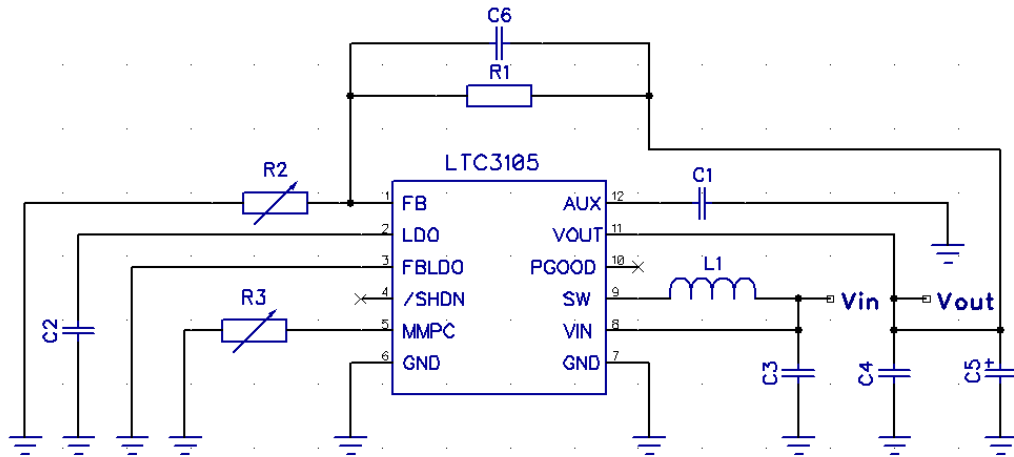 C6
R1
LTC3105
R2
C1
1 FB AUX 12
2 LDO VOUT 11
3 FBLDO PGOOD 10
L1
R3
4 /SHDN SW 9
Vin Vout
5 MMPC VIN 8
C2
6 GND GND 7
C3 C4 C5 +